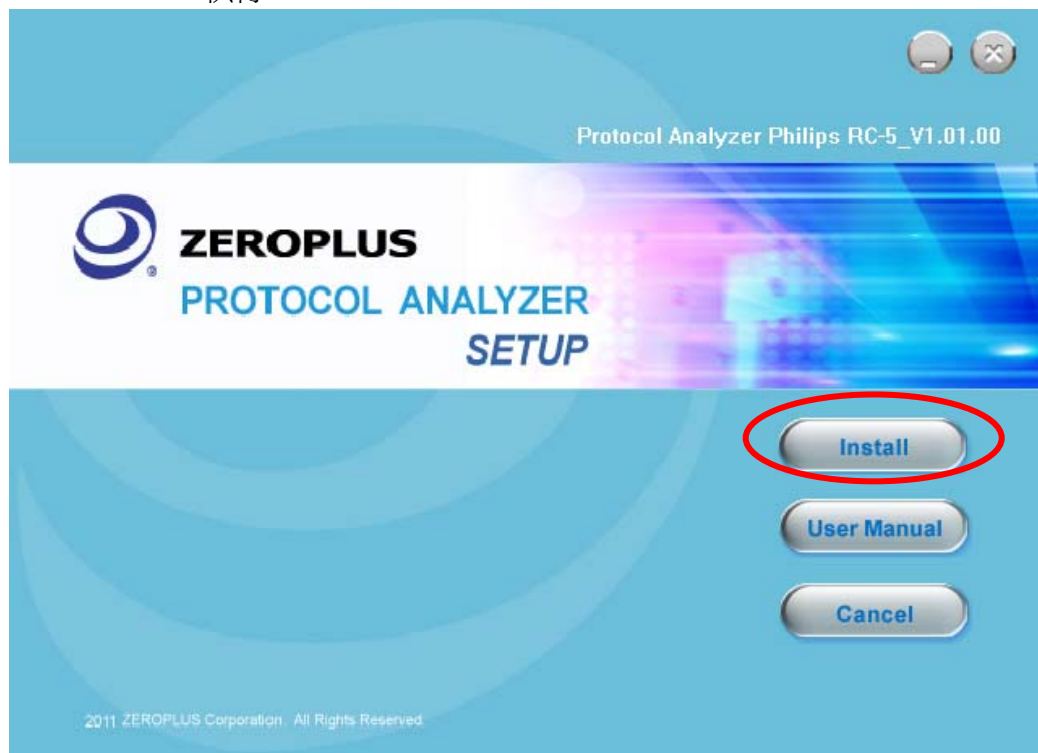 Protocol Analyzer Philips RC-5_V1.01.00
ZEROPLUS
®
PROTOCOL ANALYZER
SETUP
Install
User Manual
Cancel
2011 ZEROPLUS Corporation. All Rights Reserved.